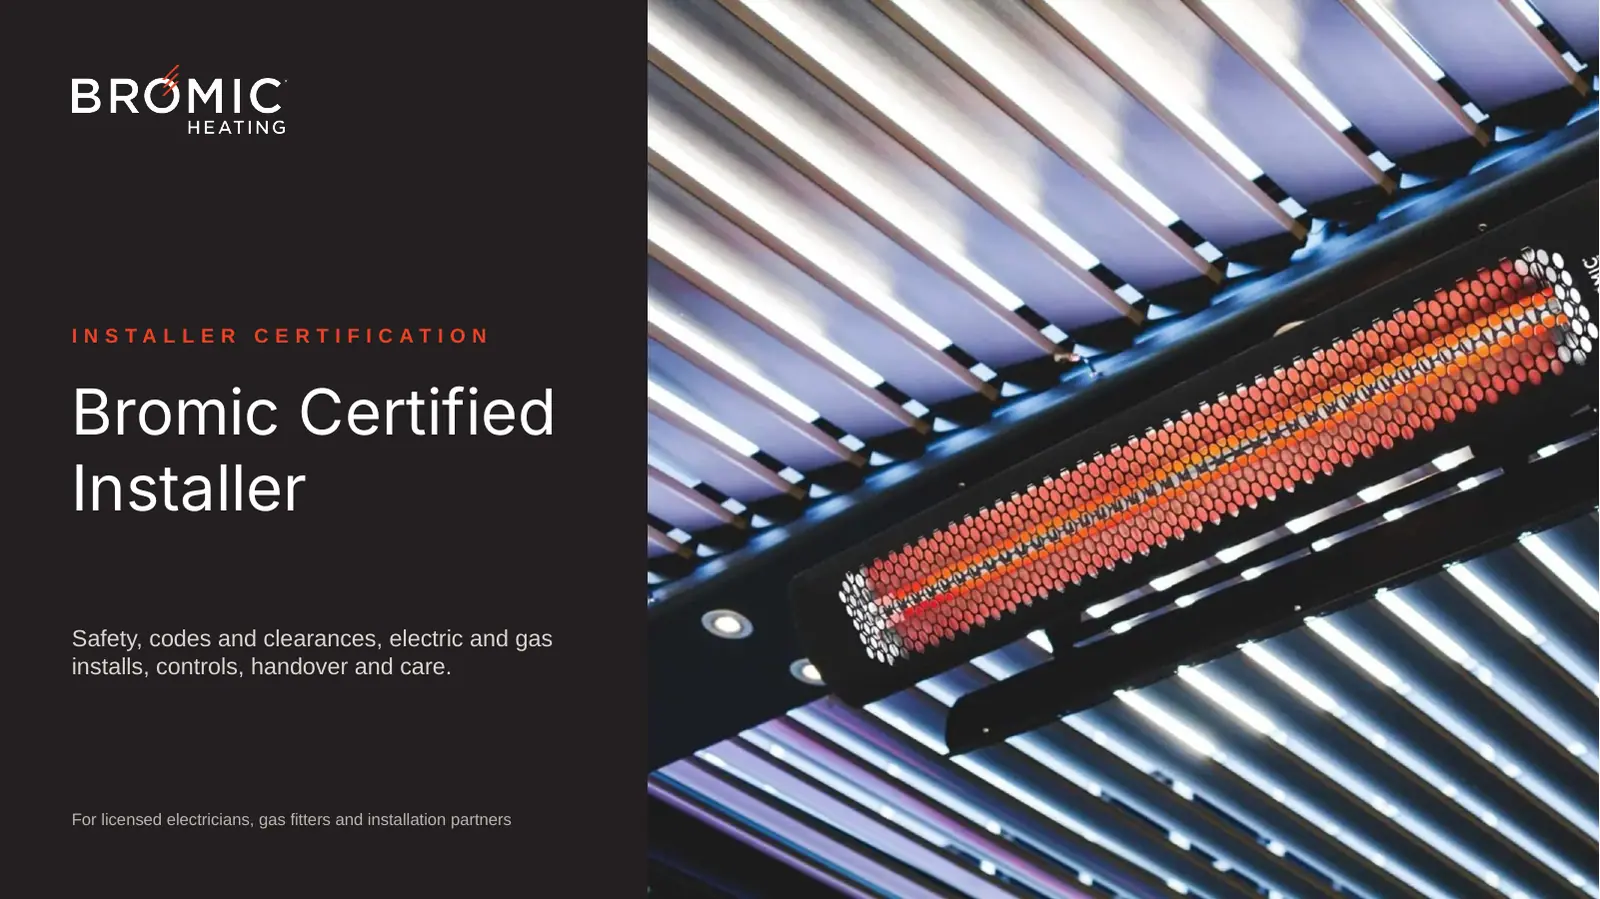 BROMIC
HEATING
INSTALLER CERTIFICATION
Bromic Certified
Installer
Safety, codes and clearances, electric and gas
installs, controls, handover and care.
For licensed electricians, gas fitters and installation partners